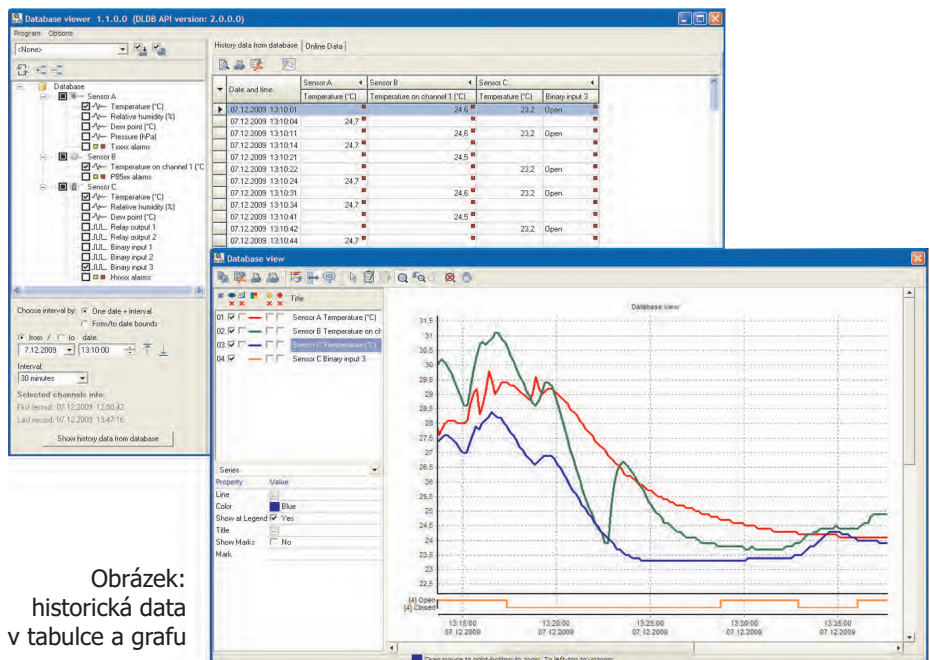 Database viewer 1.1.0.0 (DLDB API version: 2.0.0.0)
Program Options
<None>
History data from database Online Data
Database
Sensor A
Temperature (°C)
Relative humidity (%)
Dew point (°C)
Pressure (hPa)
Txxxx alarms
Sensor B
Temperature on channel 1 (°C
P85xx alarms
Sensor C
Temperature (°C)
Relative humidity (%)
Dew point (°C)
Relay output 1
Relay output 2
Binary input 1
Binary input 2
Binary input 3
Hxxxx alarms
Choose interval by: One date + interval
From/to date bounds
from / to date:
7.12.2009 13:10:00
Interval:
30 minutes
Selected channels info:
First record: 07.12.2009 12:50:42
Last record: 07.12.2009 13:47:16
Show history data from database
Date and time Sensor A Sensor B Sensor C
Temperature (°C) Temperature on channel 1 (°C) Temperature (°C) Binary input 3
07.12.2009 13:10:01 24,6 23,2 Open
07.12.2009 13:10:04 24,7
07.12.2009 13:10:11 24,6 23,2 Open
07.12.2009 13:10:14 24,7
07.12.2009 13:10:21 24,5
07.12.2009 13:10:22 23,2 Open
07.12.2009 13:10:24 24,7
07.12.2009 13:10:31 24,6 23,2 Open
07.12.2009 13:10:34 24,7
07.12.2009 13:10:41 24,5
07.12.2009 13:10:42 23,2 Open
07.12.2009 13:10:44 24,7
Database view
Title
01. Sensor A Temperature (°C)
02. Sensor B Temperature on ch
03. Sensor C Temperature (°C)
04. Sensor C Binary input 3
Series
Property Value
Line
Color Blue
Show at Legend Yes
Title
Show Marks No
Mark
Database view
31,5
31
30,5
30
29,5
29
28,5
28
27,5
27
26,5
26
25,5
25
24,5
24
23,5
23
22,5
[4] Open
[4] Closed
13:15:00 13:20:00 13:25:00 13:30:00 13:35:00
07.12.2009 07.12.2009 07.12.2009 07.12.2009 07.12.2009
Drag mouse to right-bottom to zoom. To left-top to unzoom.
Obrázek:
historická data
v tabulce a grafu